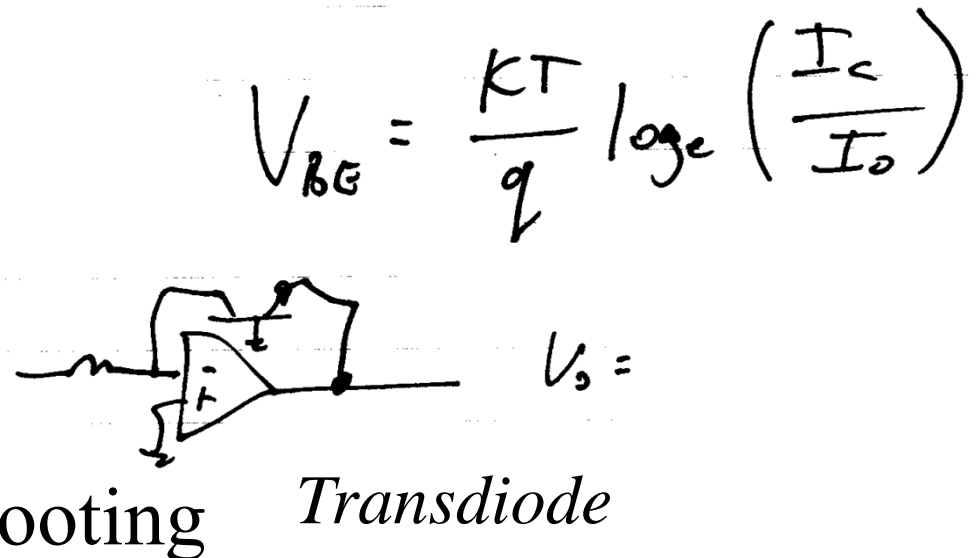 V_BE = KT/q log_e (I_c/I_o)
- V_o =
+
ooting Transdiode